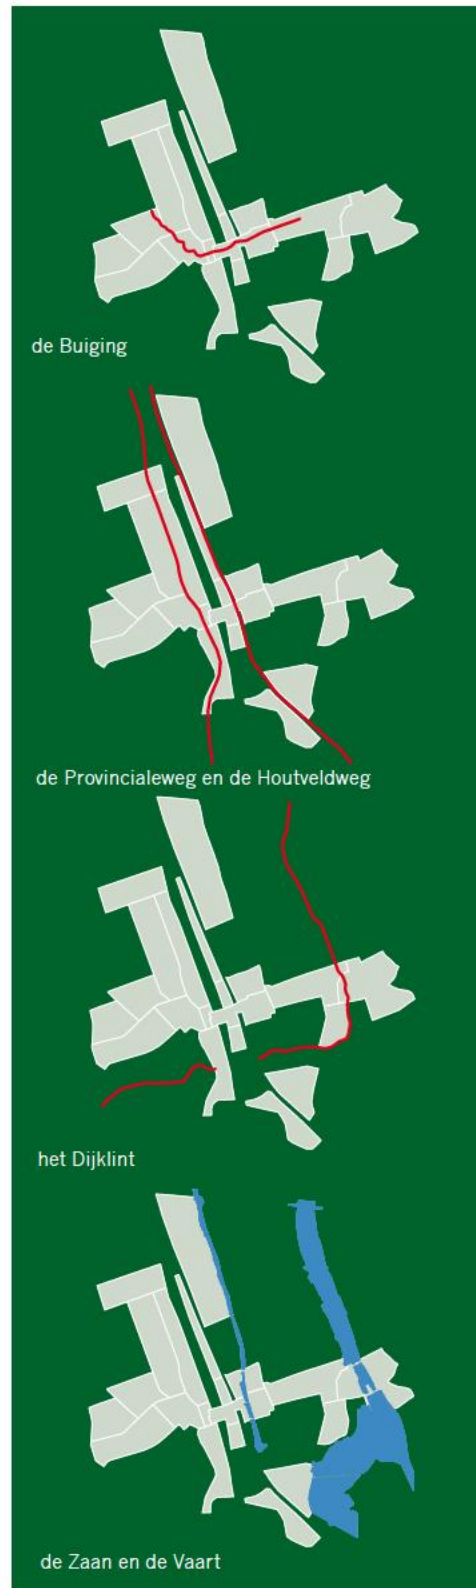 de Buiging
de Provincialeweg en de Houtveldweg
het Dijklint
de Zaan en de Vaart